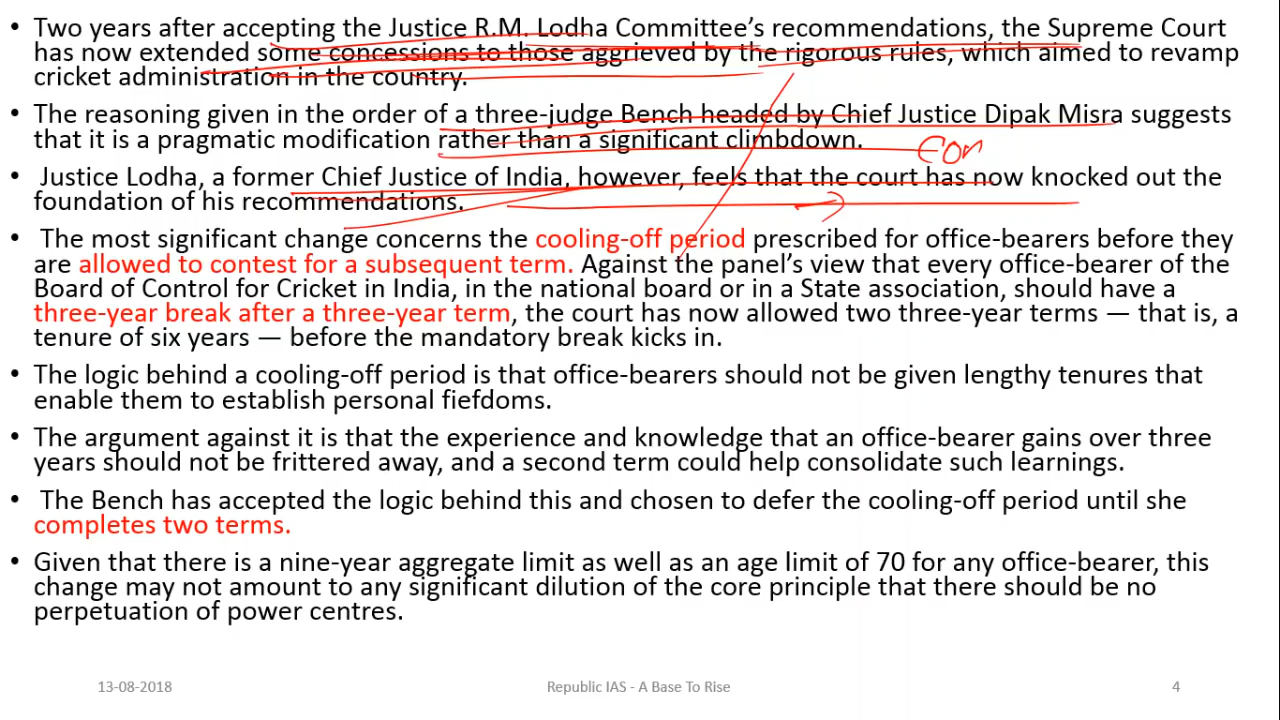 • Two years after accepting the Justice R.M. Lodha Committee's recommendations, the Supreme Court
has now extended some concessions to those aggrieved by the rigorous rules, which aimed to revamp
cricket administration in the country.
• The reasoning given in the order of a three-judge Bench headed by Chief Justice Dipak Misra suggests
that it is a pragmatic modification rather than a significant climbdown.
• Justice Lodha, a former Chief Justice of India, however, feels that the court has now knocked out the
foundation of his recommendations.
• The most significant change concerns the cooling-off period prescribed for office-bearers before they
are allowed to contest for a subsequent term. Against the panel's view that every office-bearer of the
Board of Control for Cricket in India, in the national board or in a State association, should have a
three-year break after a three-year term, the court has now allowed two three-year terms — that is, a
tenure of six years — before the mandatory break kicks in.
• The logic behind a cooling-off period is that office-bearers should not be given lengthy tenures that
enable them to establish personal fiefdoms.
• The argument against it is that the experience and knowledge that an office-bearer gains over three
years should not be frittered away, and a second term could help consolidate such learnings.
• The Bench has accepted the logic behind this and chosen to defer the cooling-off period until she
completes two terms.
• Given that there is a nine-year aggregate limit as well as an age limit of 70 for any office-bearer, this
change may not amount to any significant dilution of the core principle that there should be no
perpetuation of power centres.
13-08-2018 Republic IAS - A Base To Rise 4